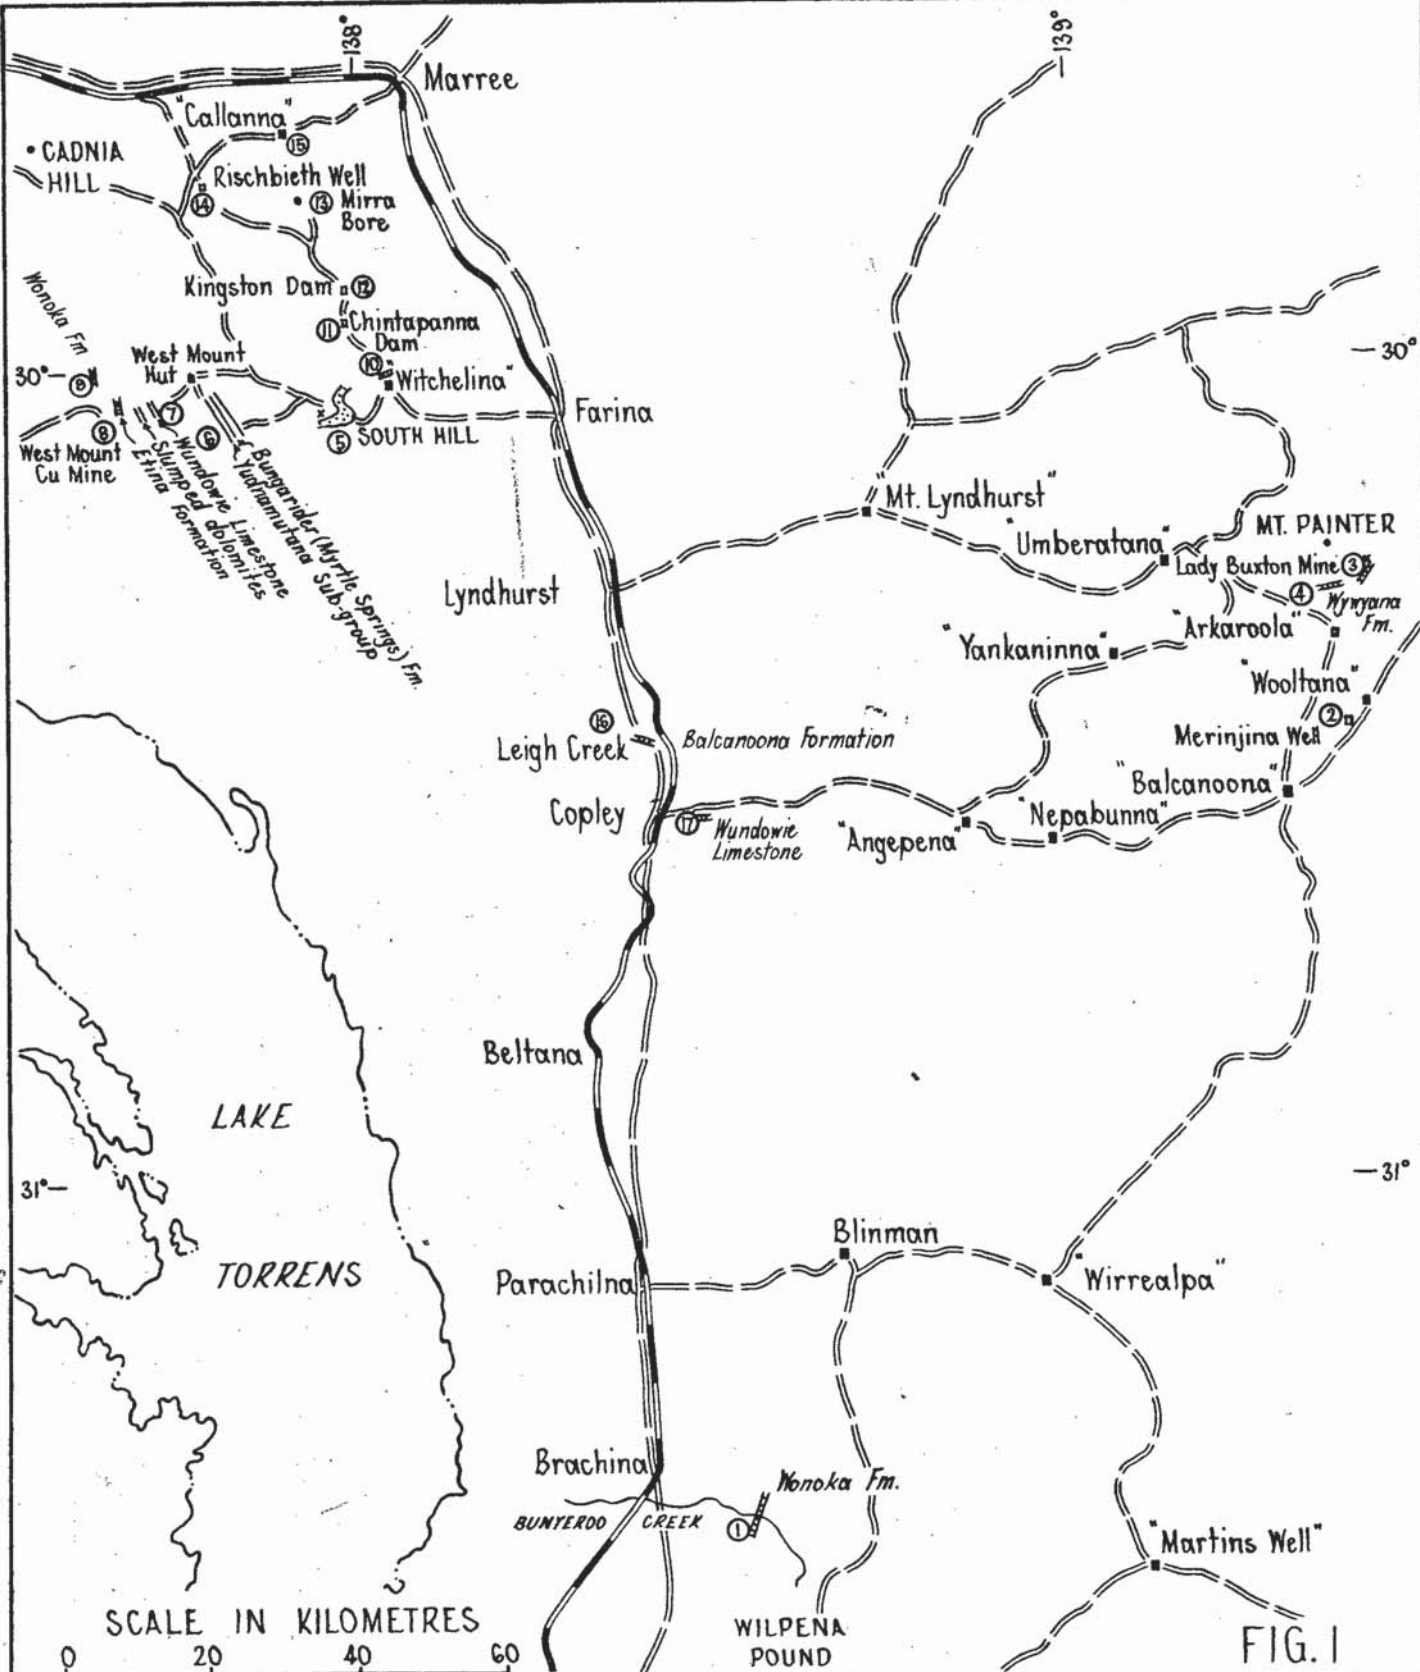 138°
139°
Marree
"Callanna"
15
• CADNIA
HILL
Rischbieth Well
14
13 Mirra
Bore
Wonoka Fm
Kingston Dam 12
11 Chintapanna
Dam
10
West Mount
Hut
30°
30°
9
"Witchelina"
7
Farina
8
6
5 SOUTH HILL
West Mount
Cu Mine
Etina Formation
Slumped dolomites
Wundowie Limestone
Bungarider (Myrtle Springs) Fm.
Yudnamutana Sub-group
"Mt. Lyndhurst"
"Umberatana"
MT. PAINTER
Lady Buxton Mine 3
4
Wywyana
Fm.
Lyndhurst
"Arkaroola"
"Yankaninna"
"Wooltana"
2
Merinjina Well
16
Leigh Creek
Balcanoona Formation
"Balcanoona"
Copley
17 Wundowie
Limestone
"Angepena"
"Nepabunna"
Beltana
LAKE
TORRENS
31°
31°
Blinman
Parachilna
"Wirrealpa"
Brachina
Wonoka Fm.
BUNYEROO CREEK
1
"Martins Well"
SCALE IN KILOMETRES
0 20 40 60
WILPENA
POUND
FIG. 1